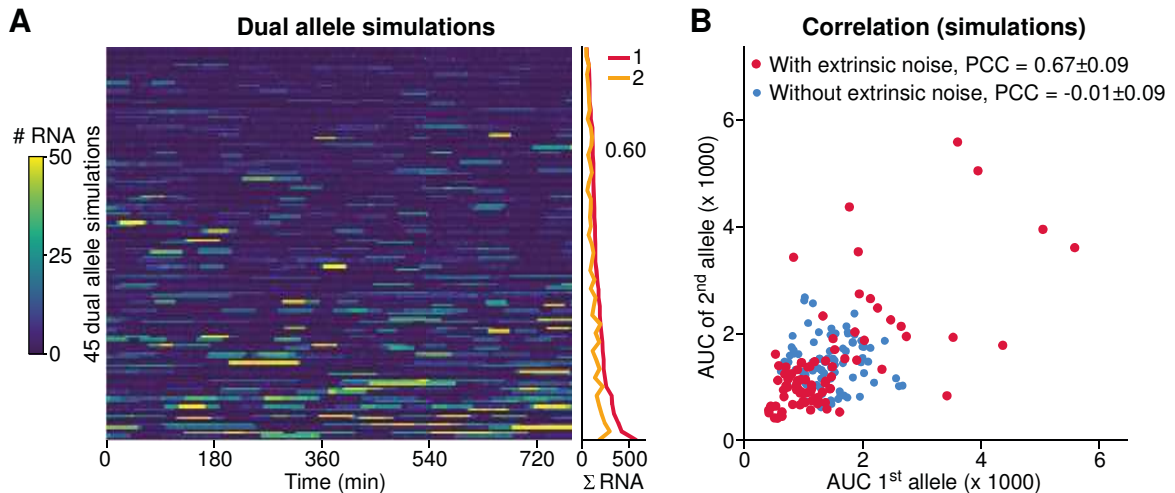 A
Dual allele simulations
# RNA
50
25
0
45 dual allele simulations
0
180
360
540
720
Time (min)
1
2
0.60
0
500
Σ RNA
B
Correlation (simulations)
With extrinsic noise, PCC = 0.67±0.09
Without extrinsic noise, PCC = -0.01±0.09
AUC of 2nd allele (x 1000)
6
4
2
0
0
2
4
6
AUC 1st allele (x 1000)